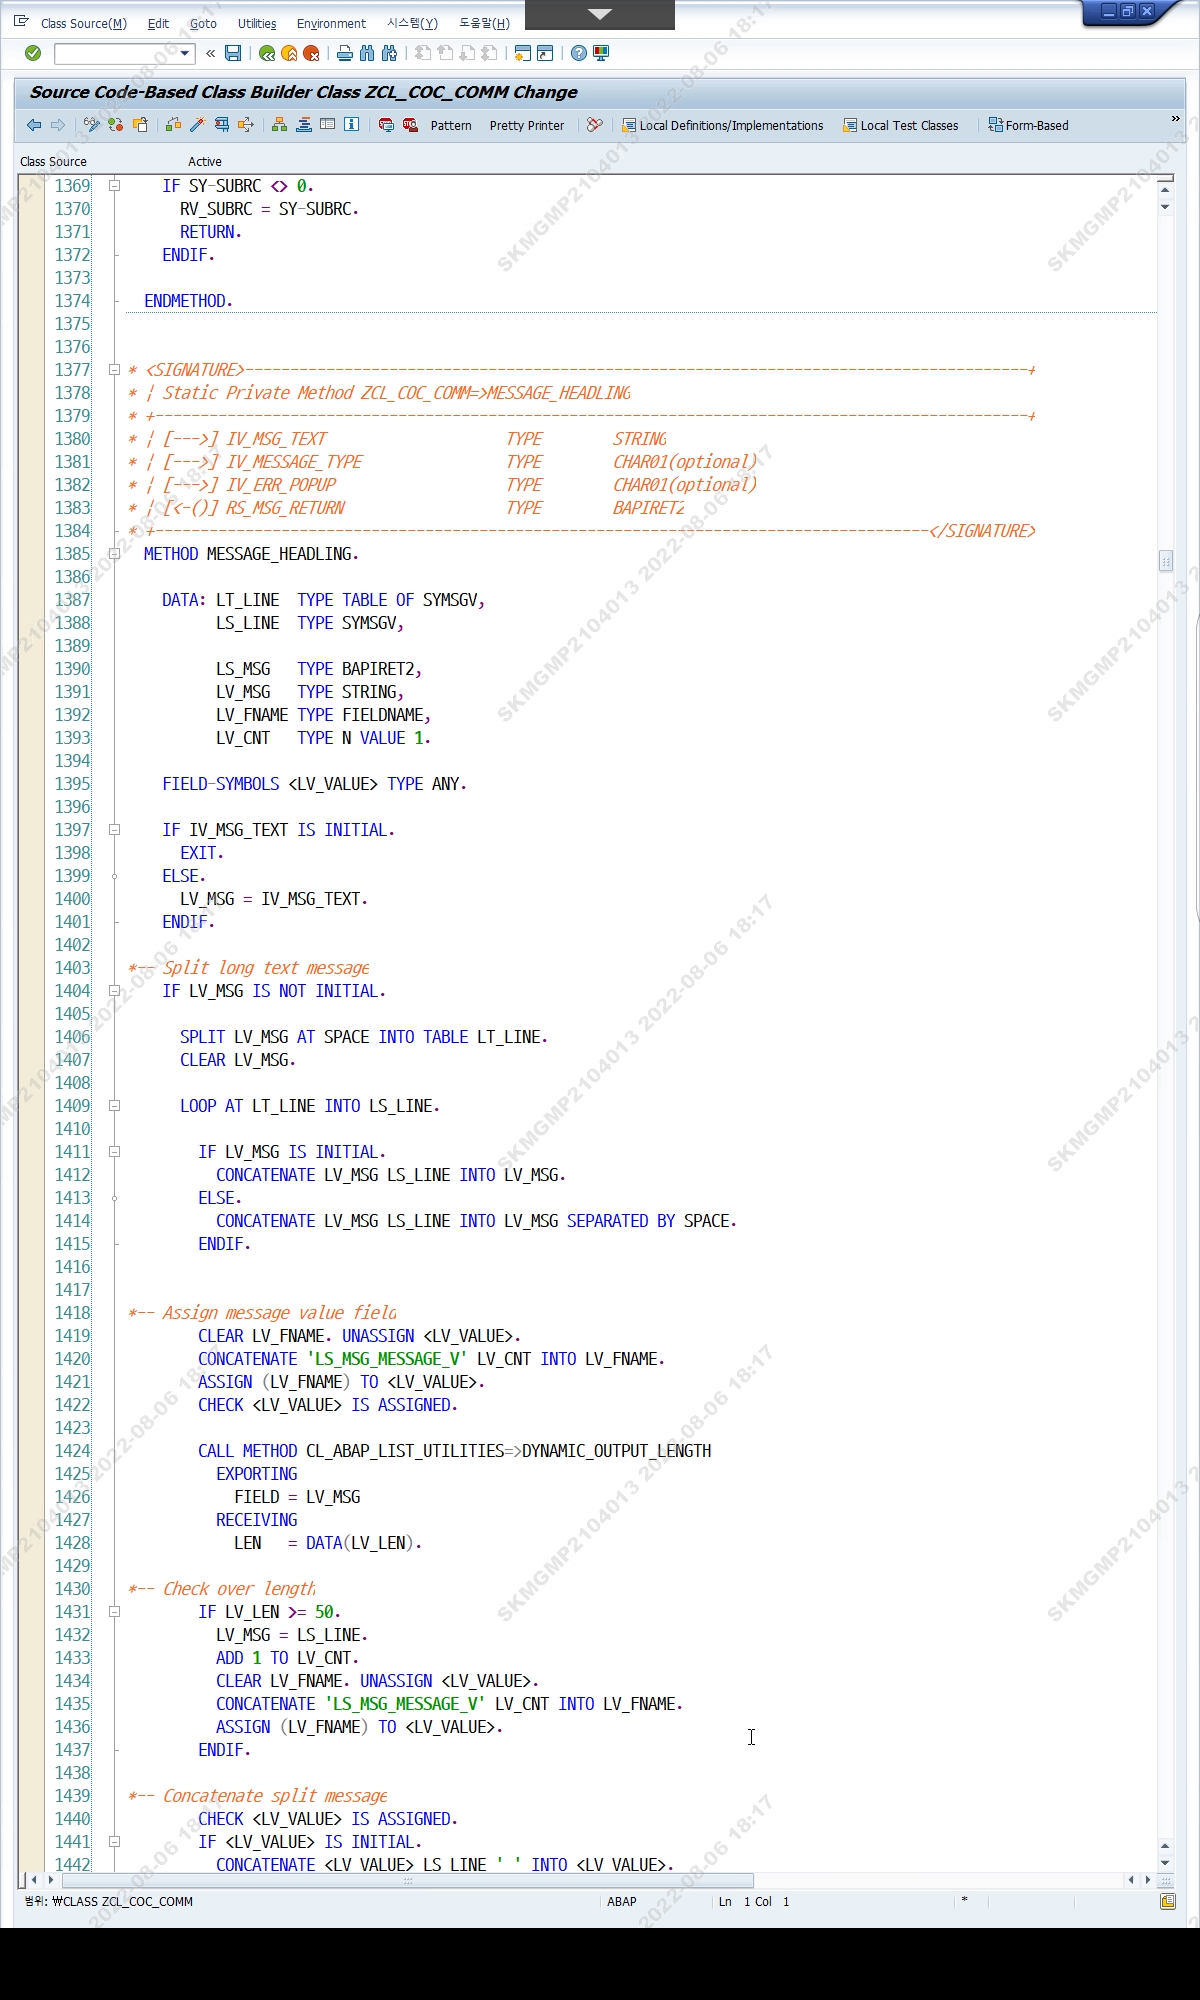 Class Source(M) Edit Goto Utilities Environment 시스템(Y) 도움말(H)
Source Code-Based Class Builder Class ZCL_COC_COMM Change
Pattern Pretty Printer Local Definitions/Implementations Local Test Classes Form-Based »
Class Source Active
1369 IF SY-SUBRC <> 0.
1370 RV_SUBRC = SY-SUBRC.
1371 RETURN.
1372 ENDIF.
1373
1374 ENDMETHOD.
1375
1376
1377 * <SIGNATURE>---------------------------------------------------------------------------------------+
1378 * | Static Private Method ZCL_COC_COMM=>MESSAGE_HEADLING
1379 * +-------------------------------------------------------------------------------------------------+
1380 * | [--->] IV_MSG_TEXT TYPE STRING
1381 * | [--->] IV_MESSAGE_TYPE TYPE CHAR01(optional)
1382 * | [--->] IV_ERR_POPUP TYPE CHAR01(optional)
1383 * | [<-()] RS_MSG_RETURN TYPE BAPIRET2
1384 * +--------------------------------------------------------------------------------------</SIGNATURE>
1385 METHOD MESSAGE_HEADLING.
1386
1387 DATA: LT_LINE TYPE TABLE OF SYMSGV,
1388 LS_LINE TYPE SYMSGV,
1389
1390 LS_MSG TYPE BAPIRET2,
1391 LV_MSG TYPE STRING,
1392 LV_FNAME TYPE FIELDNAME,
1393 LV_CNT TYPE N VALUE 1.
1394
1395 FIELD-SYMBOLS <LV_VALUE> TYPE ANY.
1396
1397 IF IV_MSG_TEXT IS INITIAL.
1398 EXIT.
1399 ELSE.
1400 LV_MSG = IV_MSG_TEXT.
1401 ENDIF.
1402
1403 *-- Split long text message
1404 IF LV_MSG IS NOT INITIAL.
1405
1406 SPLIT LV_MSG AT SPACE INTO TABLE LT_LINE.
1407 CLEAR LV_MSG.
1408
1409 LOOP AT LT_LINE INTO LS_LINE.
1410
1411 IF LV_MSG IS INITIAL.
1412 CONCATENATE LV_MSG LS_LINE INTO LV_MSG.
1413 ELSE.
1414 CONCATENATE LV_MSG LS_LINE INTO LV_MSG SEPARATED BY SPACE.
1415 ENDIF.
1416
1417
1418 *-- Assign message value field
1419 CLEAR LV_FNAME. UNASSIGN <LV_VALUE>.
1420 CONCATENATE 'LS_MSG_MESSAGE_V' LV_CNT INTO LV_FNAME.
1421 ASSIGN (LV_FNAME) TO <LV_VALUE>.
1422 CHECK <LV_VALUE> IS ASSIGNED.
1423
1424 CALL METHOD CL_ABAP_LIST_UTILITIES=>DYNAMIC_OUTPUT_LENGTH
1425 EXPORTING
1426 FIELD = LV_MSG
1427 RECEIVING
1428 LEN = DATA(LV_LEN).
1429
1430 *-- Check over length
1431 IF LV_LEN >= 50.
1432 LV_MSG = LS_LINE.
1433 ADD 1 TO LV_CNT.
1434 CLEAR LV_FNAME. UNASSIGN <LV_VALUE>.
1435 CONCATENATE 'LS_MSG_MESSAGE_V' LV_CNT INTO LV_FNAME.
1436 ASSIGN (LV_FNAME) TO <LV_VALUE>.
1437 ENDIF.
1438
1439 *-- Concatenate split message
1440 CHECK <LV_VALUE> IS ASSIGNED.
1441 IF <LV_VALUE> IS INITIAL.
1442 CONCATENATE <LV_VALUE> LS_LINE ' ' INTO <LV_VALUE>.
범위: ₩CLASS ZCL_COC_COMM ABAP Ln 1 Col 1 *
SKMGMP2104013 2022-08-06 18:17